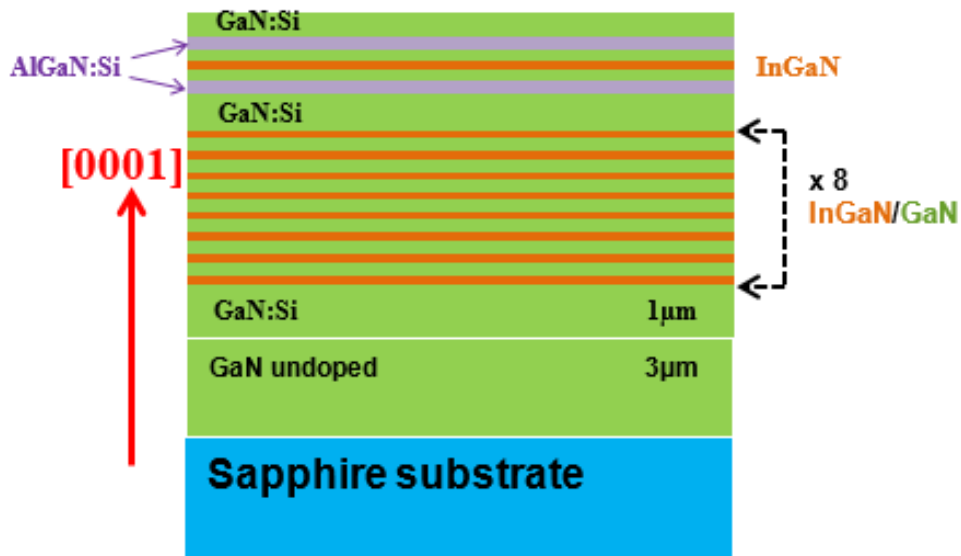 GaN:Si
AlGaN:Si
InGaN
GaN:Si
[0001]
x 8
InGaN/GaN
GaN:Si 1μm
GaN undoped 3μm
Sapphire substrate